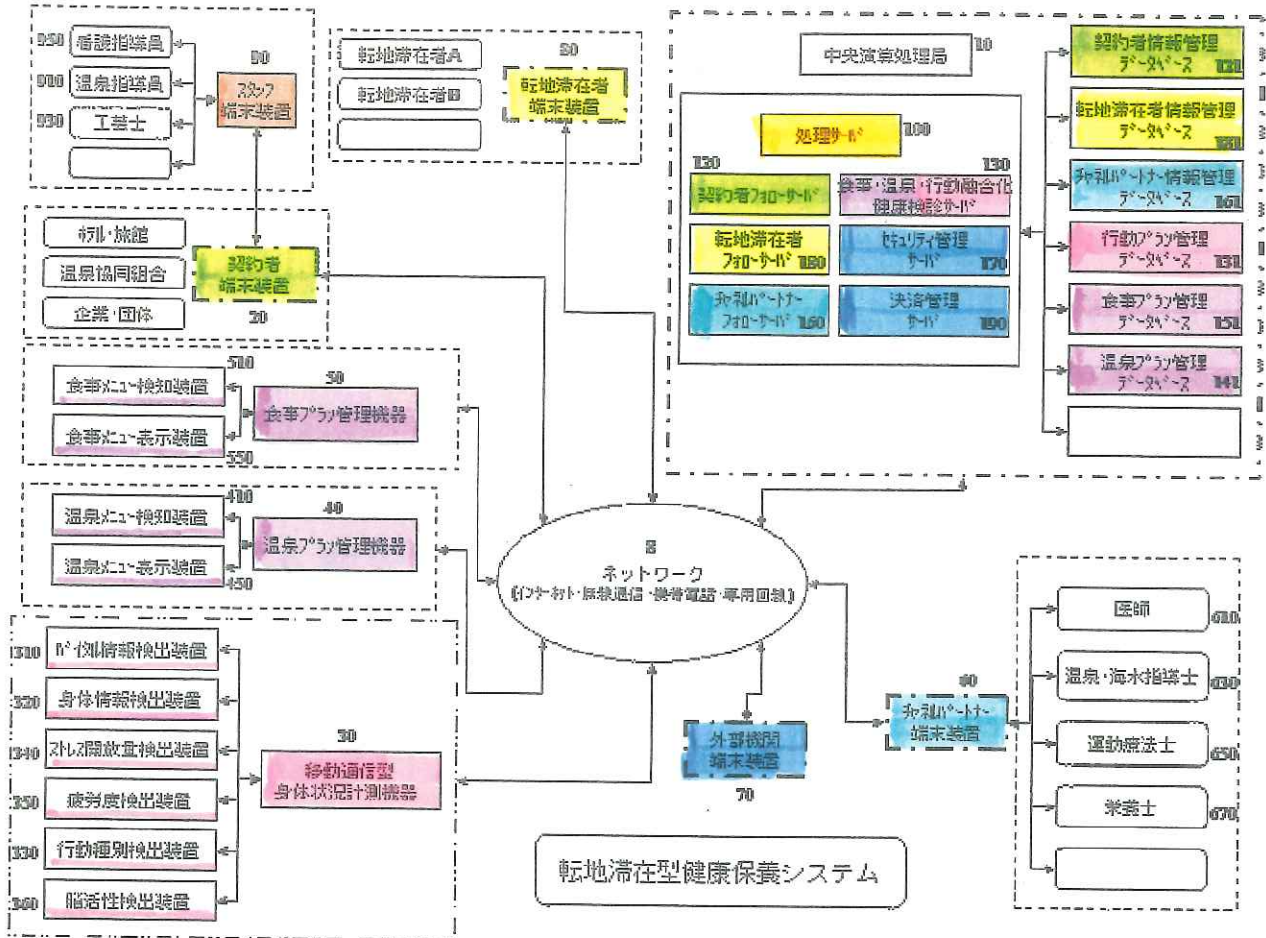 950 看護指導員
910 温泉指導員
930 工芸士
90
スタッフ
端末装置
転地滞在者A
転地滞在者B
80
転地滞在者
端末装置
ホテル・旅館
温泉協同組合
企業・団体
契約者
端末装置
20
10
中央演算処理局
処理サーバ
100
120
契約者フォローサーバ
130
食事・温泉・行動融合化
健康検診サーバ
転地滞在者
フォローサーバ
セキュリティ管理
サーバ 170
チャネルパートナー
フォローサーバ 160
決済管理
サーバ 190
契約者情報管理
データベース 121
転地滞在者情報管理
データベース
チャネルパートナー情報管理
データベース 161
行動プラン管理
データベース 131
食事プラン管理
データベース 151
温泉プラン管理
データベース 141
510
食事メニュー検知装置
食事メニュー表示装置
550
50
食事プラン管理機器
410
温泉メニュー検知装置
温泉メニュー表示装置
450
40
温泉プラン管理機器
310 バイタル情報検出装置
320 身体情報検出装置
340 ストレス開放量検出装置
350 疲労度検出装置
330 行動種別検出装置
360 脳活性検出装置
30
移動通信型
身体状況計測機器
8
ネットワーク
(インターネット・無線通信・携帯電話・専用回線)
外部機関
端末装置
70
60
チャネルパートナー
端末装置
医師 610
温泉・海水指導士 630
運動療法士 650
栄養士 670
転地滞在型健康保養システム